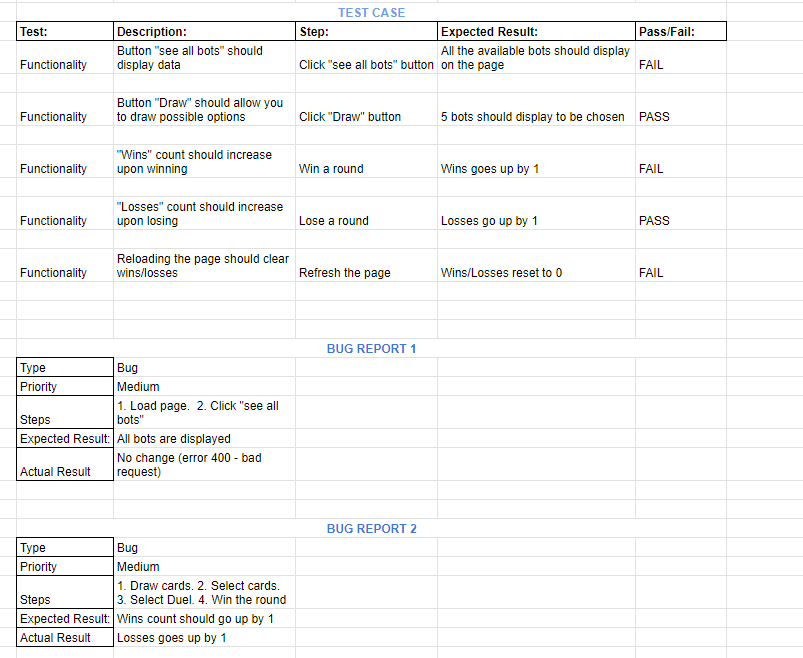 TEST CASE
Test: Description: Step: Expected Result: Pass/Fail:
Functionality Button "see all bots" should display data Click "see all bots" button All the available bots should display on the page FAIL
Functionality Button "Draw" should allow you to draw possible options Click "Draw" button 5 bots should display to be chosen PASS
Functionality "Wins" count should increase upon winning Win a round Wins goes up by 1 FAIL
Functionality "Losses" count should increase upon losing Lose a round Losses go up by 1 PASS
Functionality Reloading the page should clear wins/losses Refresh the page Wins/Losses reset to 0 FAIL
BUG REPORT 1
Type Bug
Priority Medium
Steps 1. Load page. 2. Click "see all bots"
Expected Result: All bots are displayed
Actual Result No change (error 400 - bad request)
BUG REPORT 2
Type Bug
Priority Medium
Steps 1. Draw cards. 2. Select cards. 3. Select Duel. 4. Win the round
Expected Result: Wins count should go up by 1
Actual Result Losses goes up by 1